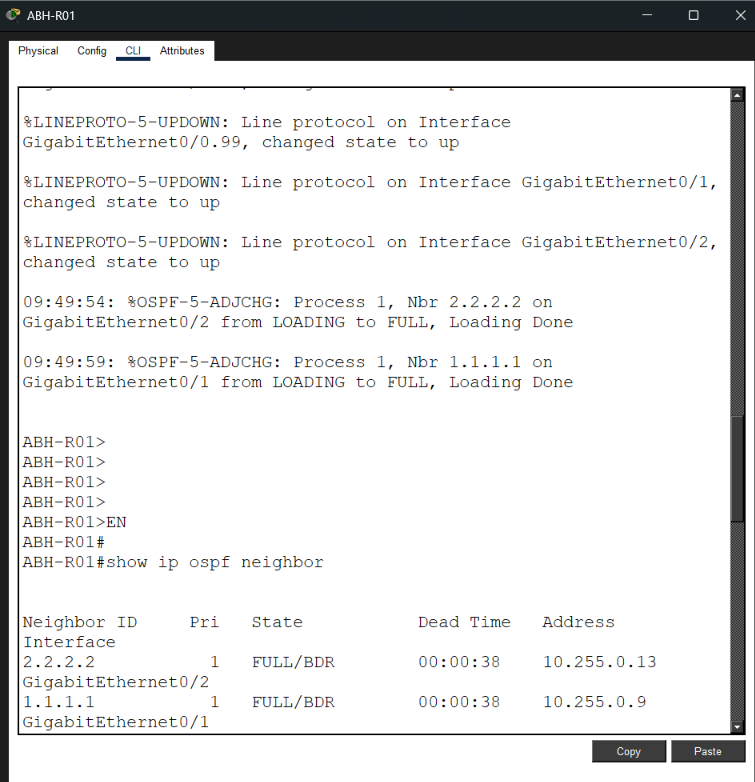 ABH-R01
Physical Config CLI Attributes
%LINEPROTO-5-UPDOWN: Line protocol on Interface
GigabitEthernet0/0.99, changed state to up
%LINEPROTO-5-UPDOWN: Line protocol on Interface GigabitEthernet0/1,
changed state to up
%LINEPROTO-5-UPDOWN: Line protocol on Interface GigabitEthernet0/2,
changed state to up
09:49:54: %OSPF-5-ADJCHG: Process 1, Nbr 2.2.2.2 on
GigabitEthernet0/2 from LOADING to FULL, Loading Done
09:49:59: %OSPF-5-ADJCHG: Process 1, Nbr 1.1.1.1 on
GigabitEthernet0/1 from LOADING to FULL, Loading Done
ABH-R01>
ABH-R01>
ABH-R01>
ABH-R01>
ABH-R01>EN
ABH-R01#
ABH-R01#show ip ospf neighbor
Neighbor ID Pri State Dead Time Address
Interface
2.2.2.2 1 FULL/BDR 00:00:38 10.255.0.13
GigabitEthernet0/2
1.1.1.1 1 FULL/BDR 00:00:38 10.255.0.9
GigabitEthernet0/1
Copy Paste